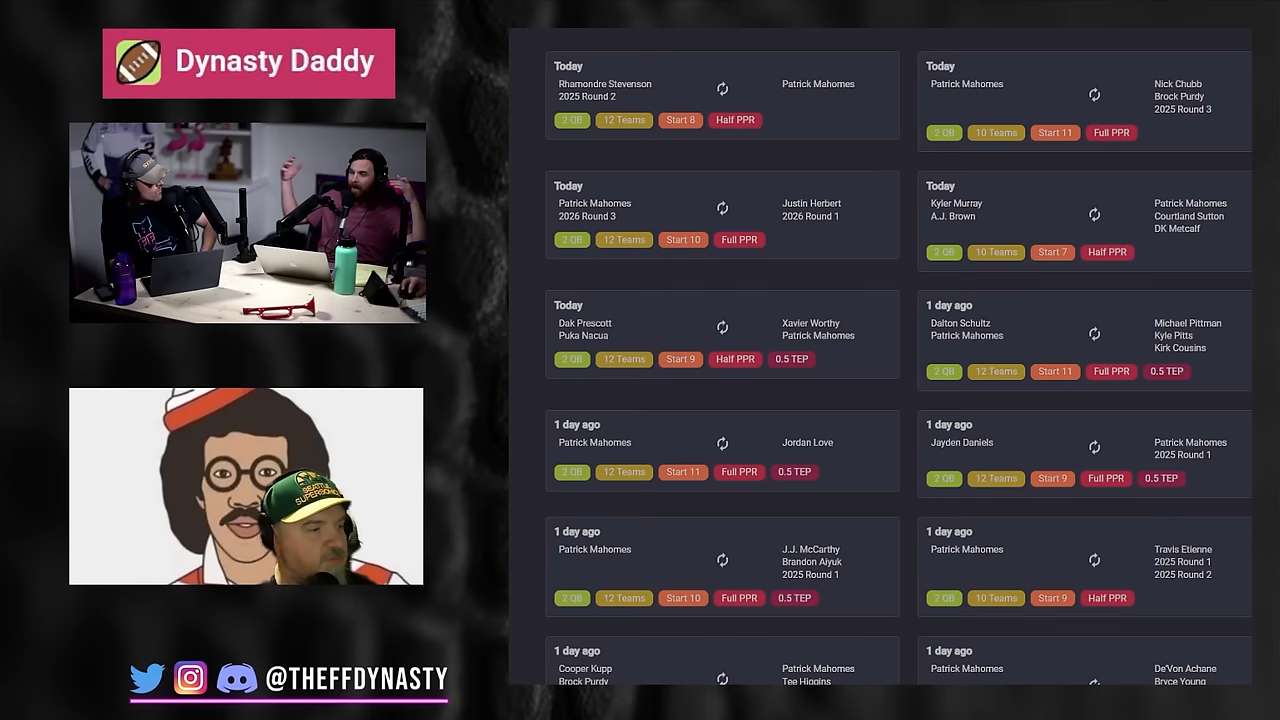 Dynasty Daddy
SEATTLE
SUPERSONICS
@THEFFDYNASTY
Today
Rhamondre Stevenson
2025 Round 2
Patrick Mahomes
2 QB
12 Teams
Start 8
Half PPR
Today
Patrick Mahomes
Nick Chubb
Brock Purdy
2025 Round 3
2 QB
10 Teams
Start 11
Full PPR
Today
Patrick Mahomes
2026 Round 3
Justin Herbert
2026 Round 1
2 QB
12 Teams
Start 10
Full PPR
Today
Kyler Murray
A.J. Brown
Patrick Mahomes
Courtland Sutton
DK Metcalf
2 QB
10 Teams
Start 7
Half PPR
Today
Dak Prescott
Puka Nacua
Xavier Worthy
Patrick Mahomes
2 QB
12 Teams
Start 9
Half PPR
0.5 TEP
1 day ago
Dalton Schultz
Patrick Mahomes
Michael Pittman
Kyle Pitts
Kirk Cousins
2 QB
12 Teams
Start 11
Full PPR
0.5 TEP
1 day ago
Patrick Mahomes
Jordan Love
2 QB
12 Teams
Start 11
Full PPR
0.5 TEP
1 day ago
Jayden Daniels
Patrick Mahomes
2025 Round 1
2 QB
12 Teams
Start 9
Full PPR
0.5 TEP
1 day ago
Patrick Mahomes
J.J. McCarthy
Brandon Aiyuk
2025 Round 1
2 QB
12 Teams
Start 10
Full PPR
0.5 TEP
1 day ago
Patrick Mahomes
Travis Etienne
2025 Round 1
2025 Round 2
2 QB
10 Teams
Start 9
Half PPR
1 day ago
Cooper Kupp
Brock Purdy
Patrick Mahomes
Tee Higgins
1 day ago
Patrick Mahomes
De'Von Achane
Bryce Young